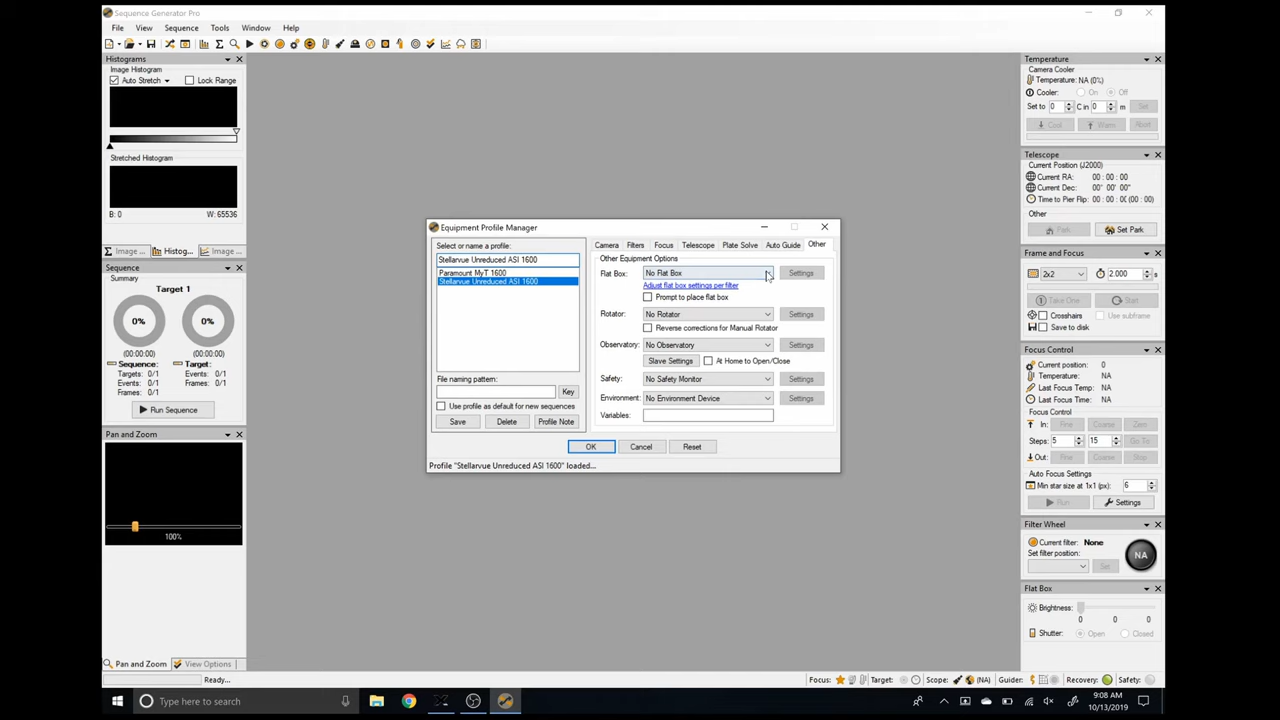 Sequence Generator Pro
File View Sequence Tools Window Help
Histograms
Image Histogram
Auto Stretch Lock Range
Stretched Histogram
B: 0 W: 65536
Image ... Histog... Image ...
Sequence
Summary
Target 1
0% 0%
(00:00:00) (00:00:00)
Sequence: Target:
Targets: 0/1 Events: 0/1
Events: 0/1 Frames: 0/1
Frames: 0/1
Run Sequence
Pan and Zoom
100%
Pan and Zoom View Options
Ready...
Equipment Profile Manager
Select or name a profile:
Stellarvue Unreduced ASI 1600
Paramount MyT 1600
Stellarvue Unreduced ASI 1600
File naming pattern:
Key
Use profile as default for new sequences
Save Delete Profile Note
Camera Filters Focus Telescope Plate Solve Auto Guide Other
Other Equipment Options
Flat Box: No Flat Box Settings
Adjust flat box settings per filter
Prompt to place flat box
Rotator: No Rotator Settings
Reverse corrections for Manual Rotator
Observatory: No Observatory Settings
Slave Settings At Home to Open/Close
Safety: No Safety Monitor Settings
Environment: No Environment Device Settings
Variables:
OK Cancel Reset
Profile "Stellarvue Unreduced ASI 1600" loaded...
Temperature
Camera Cooler
Temperature: NA (0%)
Cooler: On Off
Set to 0 C in 0 m Set
Cool Warm Abort
Telescope
Current Position (J2000)
Current RA: 00 : 00 : 00
Current Dec: 00° 00' 00"
Time to Pier Flip: (00 : 00 : 00)
Other
Park Set Park
Frame and Focus
2x2 2.000 s
Take One Start
Crosshairs Use subframe
Save to disk
Focus Control
Current position: 0
Temperature: NA
Last Focus Temp: NA
Last Focus Time: NA
Focus Control
In: Fine Coarse Zero
Steps: 5 15 Go To
Out: Fine Coarse Stop
Auto Focus Settings
Min star size at 1x1 (px): 6
Run Settings
Filter Wheel
Current filter: None
Set filter position:
Set
NA
Flat Box
Brightness:
0 0 0
Shutter: Open Closed
Focus: Target: Scope: (NA) Guider: Recovery: Safety:
Type here to search
9:08 AM
10/13/2019